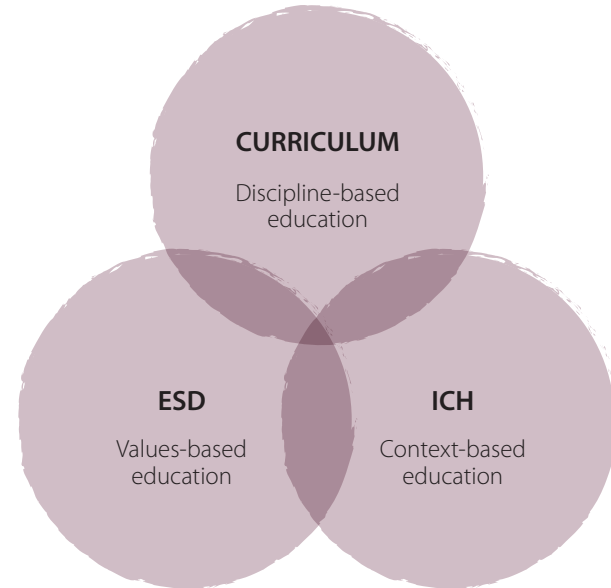 CURRICULUM
Discipline-based
education
ESD
Values-based
education
ICH
Context-based
education